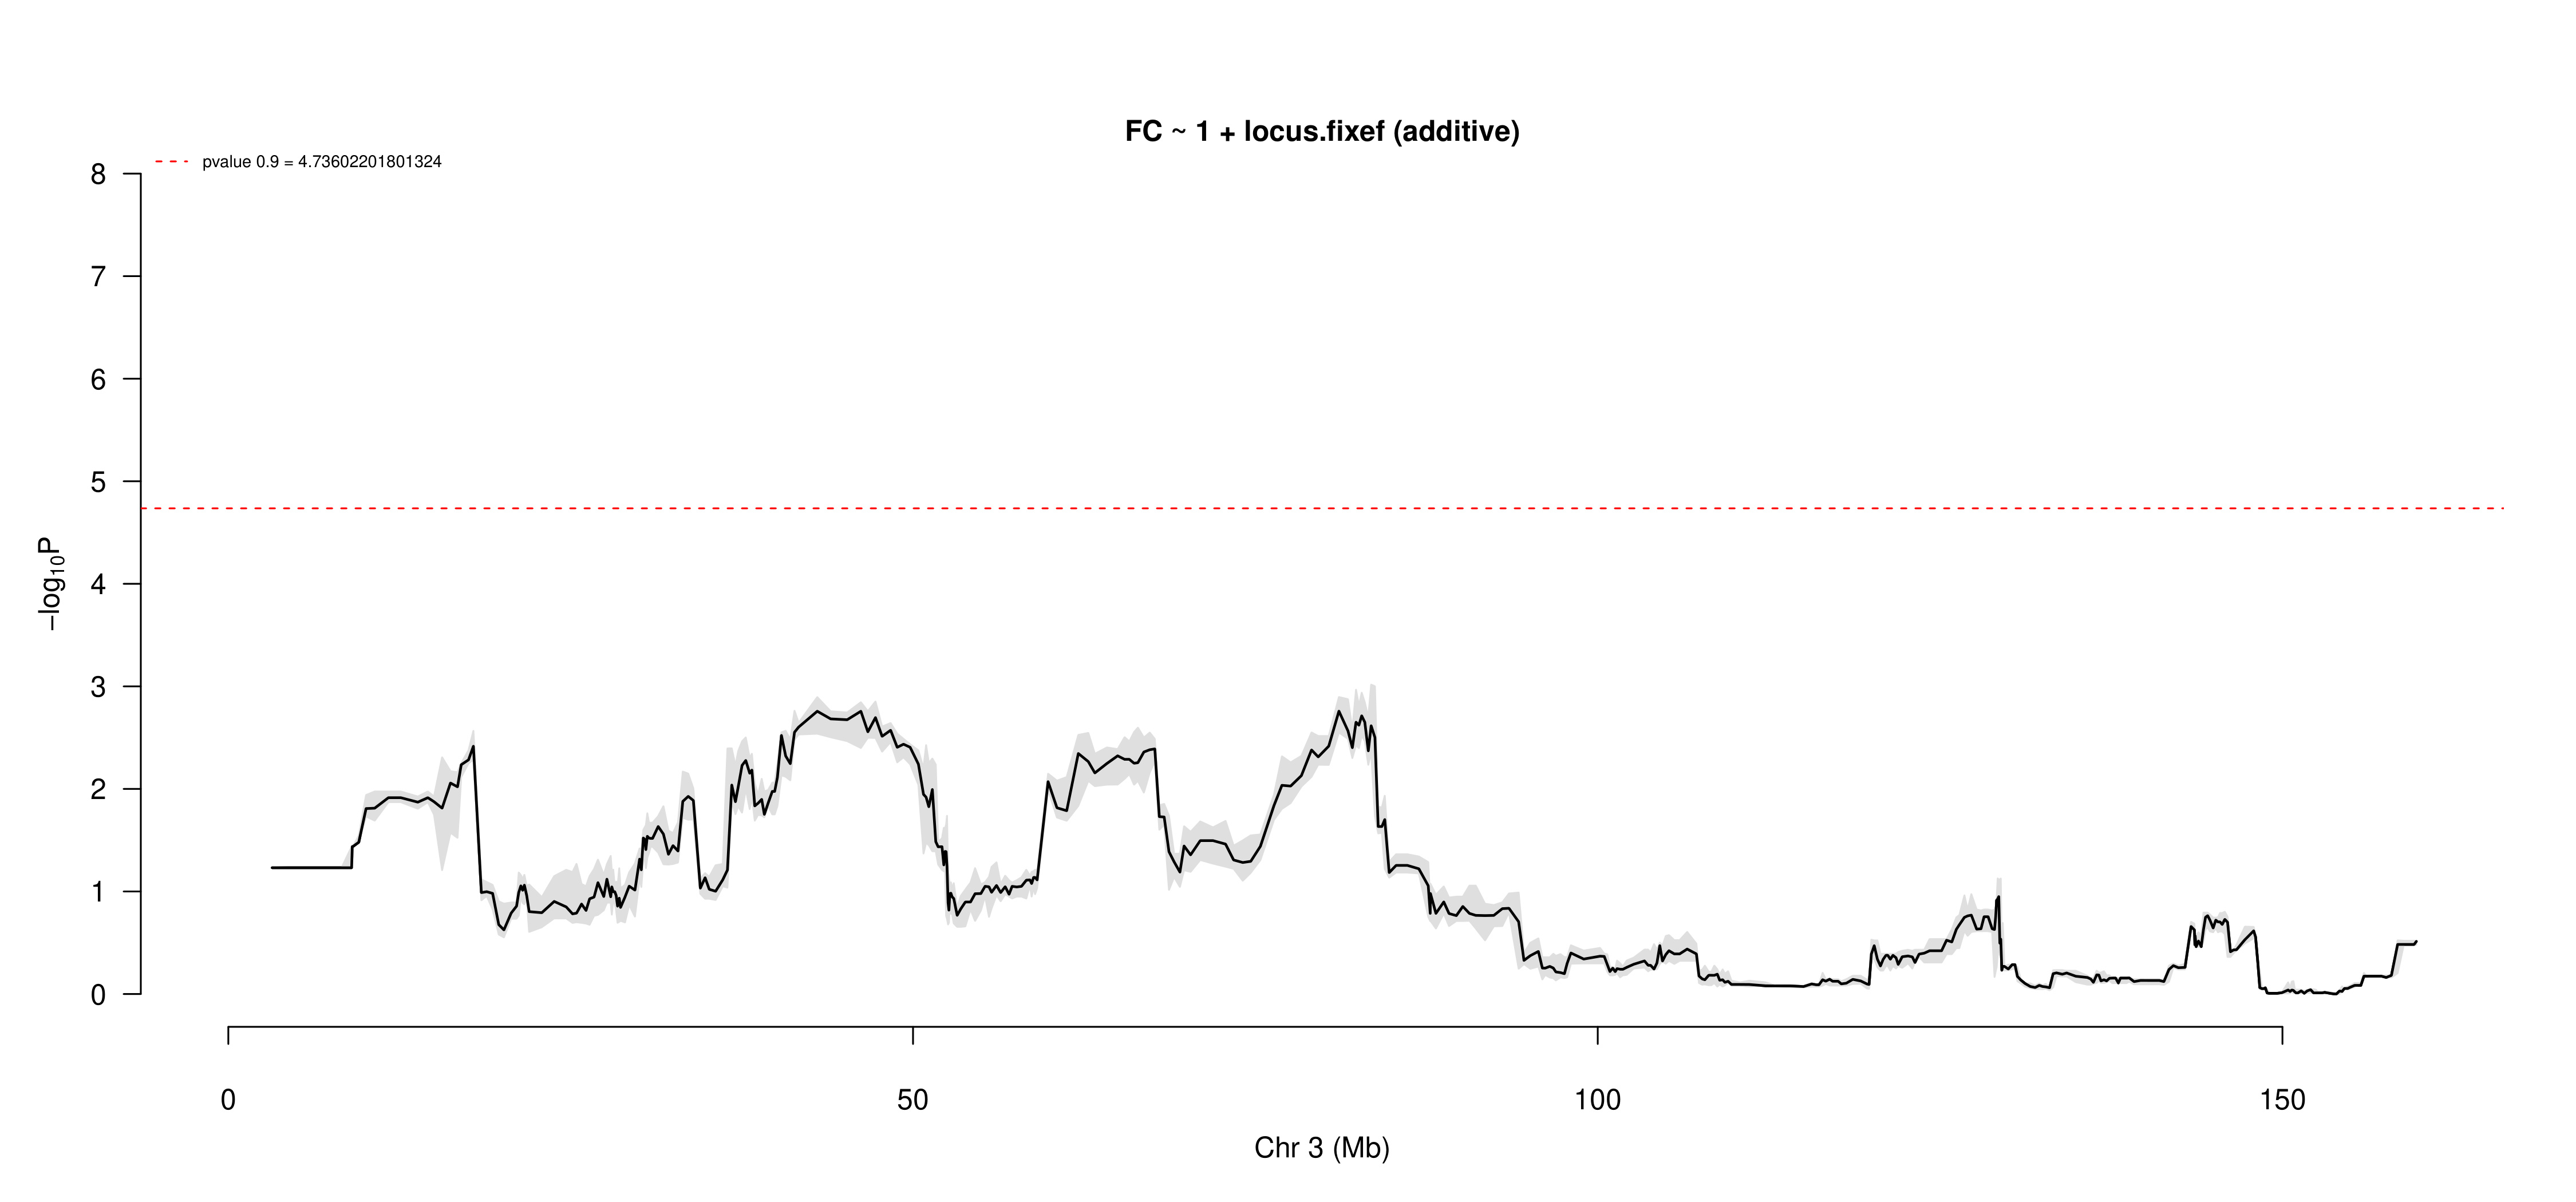 FC ~ 1 + locus.fixef (additive)
pvalue 0.9 = 4.73602201801324
8
7
6
5
4
3
2
1
0
−log10P
0 50 100 150
Chr 3 (Mb)